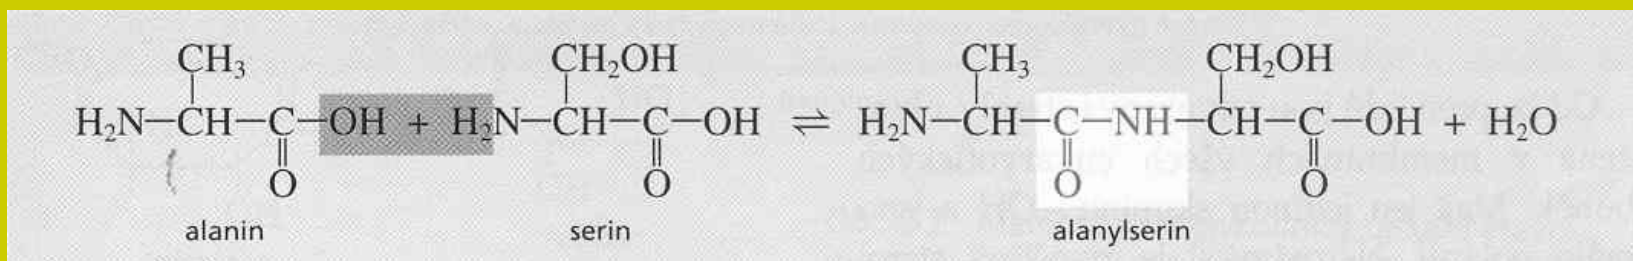 CH₃ CH₂OH CH₃ CH₂OH
H₂N—CH—C—OH + H₂N—CH—C—OH ⇌ H₂N—CH—C—NH—CH—C—OH + H₂O
O O O O
alanin serin alanylserin